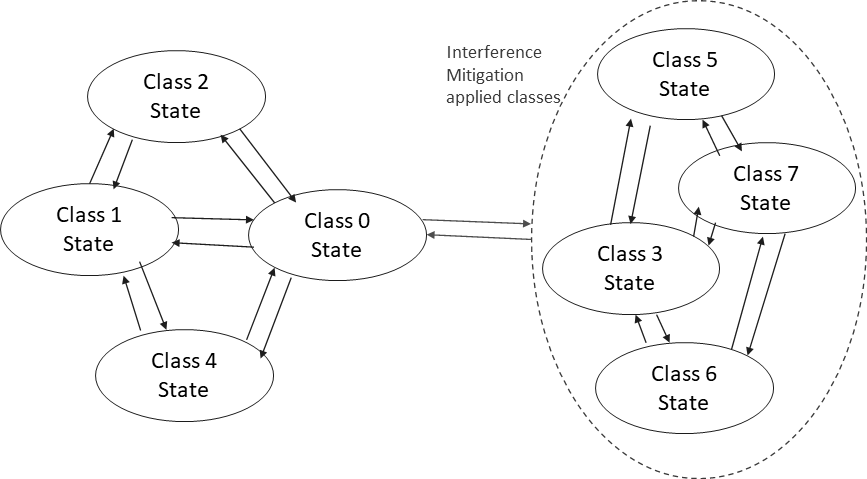 Class 2
State
Class 1
State
Class 0
State
Class 4
State
Interference
Mitigation
applied classes
Class 5
State
Class 7
State
Class 3
State
Class 6
State